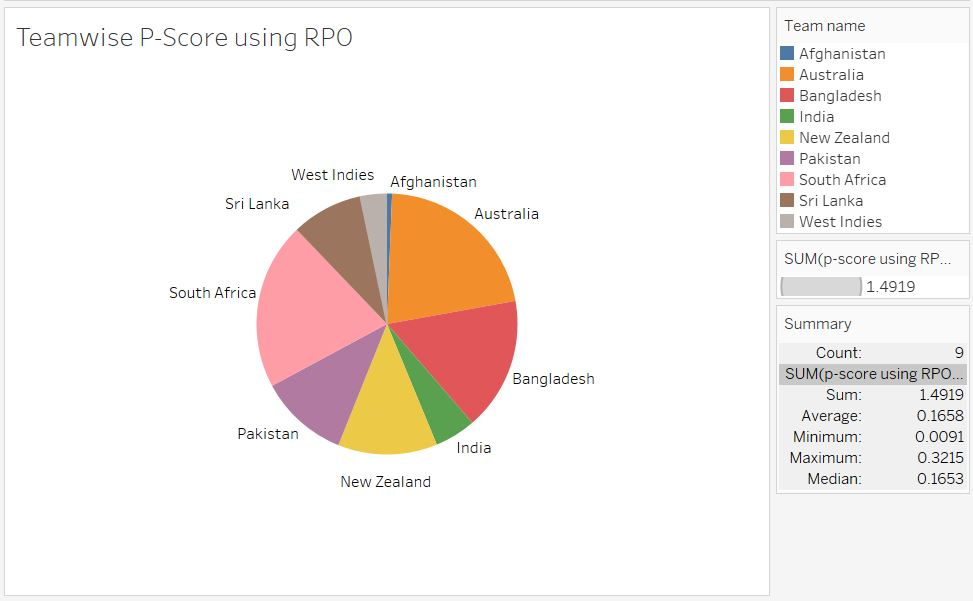 Teamwise P-Score using RPO
West Indies
Afghanistan
Sri Lanka
Australia
South Africa
Bangladesh
Pakistan
India
New Zealand
Team name
Afghanistan
Australia
Bangladesh
India
New Zealand
Pakistan
South Africa
Sri Lanka
West Indies
SUM(p-score using RP...
1.4919
Summary
Count: 9
SUM(p-score using RPO...
Sum: 1.4919
Average: 0.1658
Minimum: 0.0091
Maximum: 0.3215
Median: 0.1653